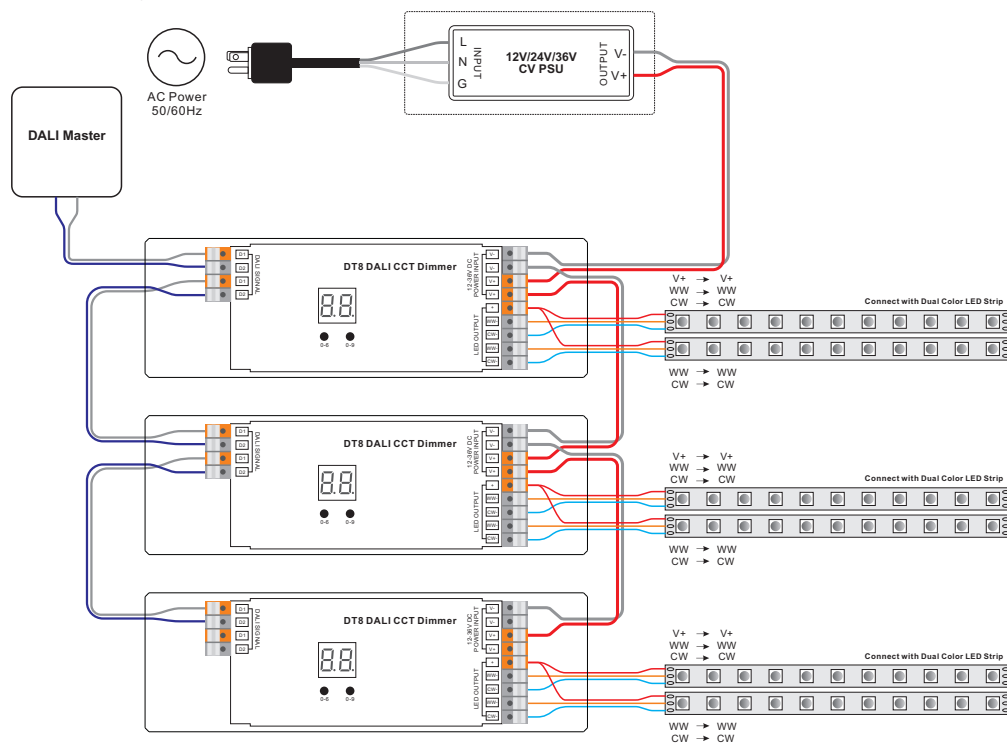 AC Power
50/60Hz
L
N
G
INPUT
12V/24V/36V
CV PSU
OUTPUT
V-
V+
DALI Master
D1
D2
D1
D2
DALI SIGNAL
DT8 DALI CCT Dimmer
88
0-6
0-9
12-36V DC
POWER INPUT
V-
V-
V+
V+
LED OUTPUT
+
WW-
CW-
WW-
CW-
V+ → V+
WW → WW
CW → CW
Connect with Dual Color LED Strip
WW → WW
CW → CW
D1
D2
D1
D2
DALI SIGNAL
DT8 DALI CCT Dimmer
88
0-6
0-9
12-36V DC
POWER INPUT
V-
V-
V+
V+
LED OUTPUT
+
WW-
CW-
WW-
CW-
V+ → V+
WW → WW
CW → CW
Connect with Dual Color LED Strip
WW → WW
CW → CW
D1
D2
D1
D2
DALI SIGNAL
DT8 DALI CCT Dimmer
88
0-6
0-9
12-36V DC
POWER INPUT
V-
V-
V+
V+
LED OUTPUT
+
WW-
CW-
WW-
CW-
V+ → V+
WW → WW
CW → CW
Connect with Dual Color LED Strip
WW → WW
CW → CW